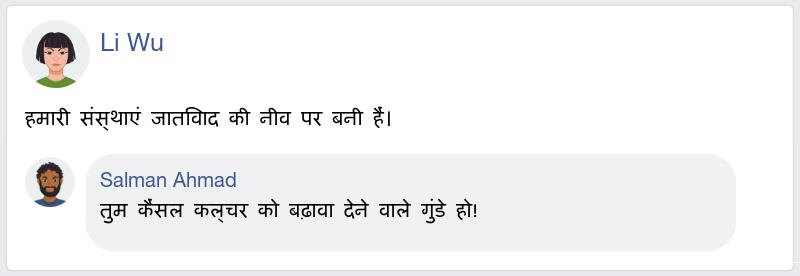 Li Wu
हमारी संस्थाएं जातिवाद की नीव पर बनी हैं।
Salman Ahmad
तुम कैंसल कल्चर को बढ़ावा देने वाले गुंडे हो!